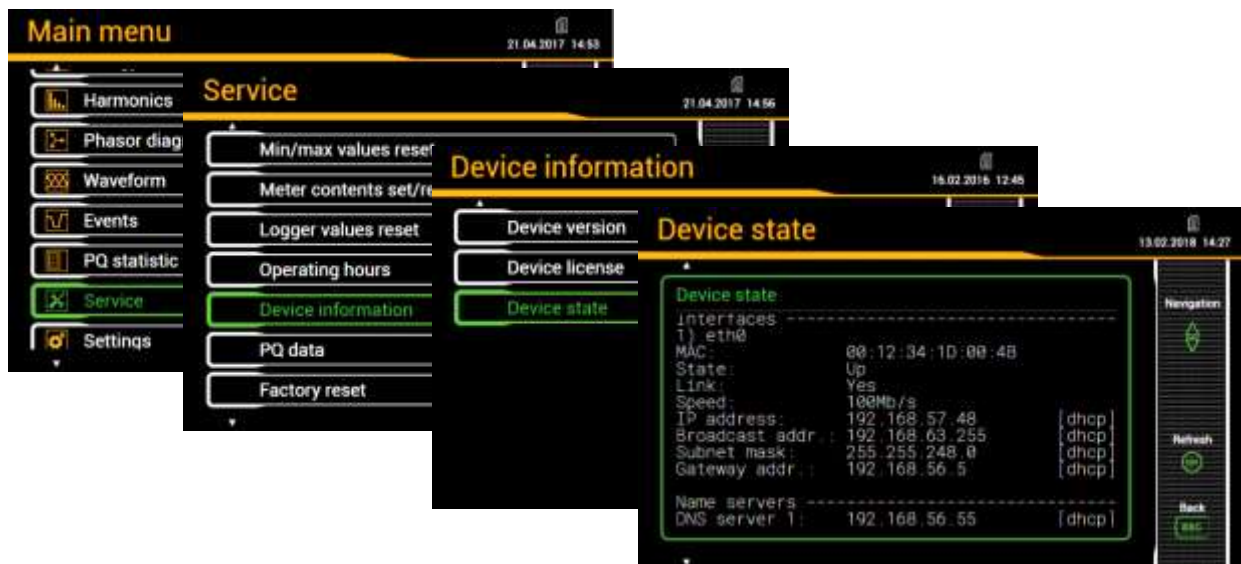 Main menu
21.04.2017 14:53
Harmonics
Phasor diag
Waveform
Events
PQ statistic
Service
Settings
Service
21.04.2017 14:56
Min/max values reset
Meter contents set/re
Logger values reset
Operating hours
Device information
PQ data
Factory reset
Device information
16.02.2016 12:45
Device version
Device license
Device state
Device state
13.02.2018 14:27
Device state
Interfaces ------------------------------
1) eth0
MAC: 00:12:34:1D:00:4B
State: Up
Link: Yes
Speed: 100Mb/s
IP address: 192.168.57.48 [dhcp]
Broadcast addr.: 192.168.63.255 [dhcp]
Subnet mask: 255.255.248.0 [dhcp]
Gateway addr.: 192.168.56.5 [dhcp]
Name servers ----------------------------
DNS server 1: 192.168.56.55 [dhcp]
Navigation
Refresh
Back
ESC